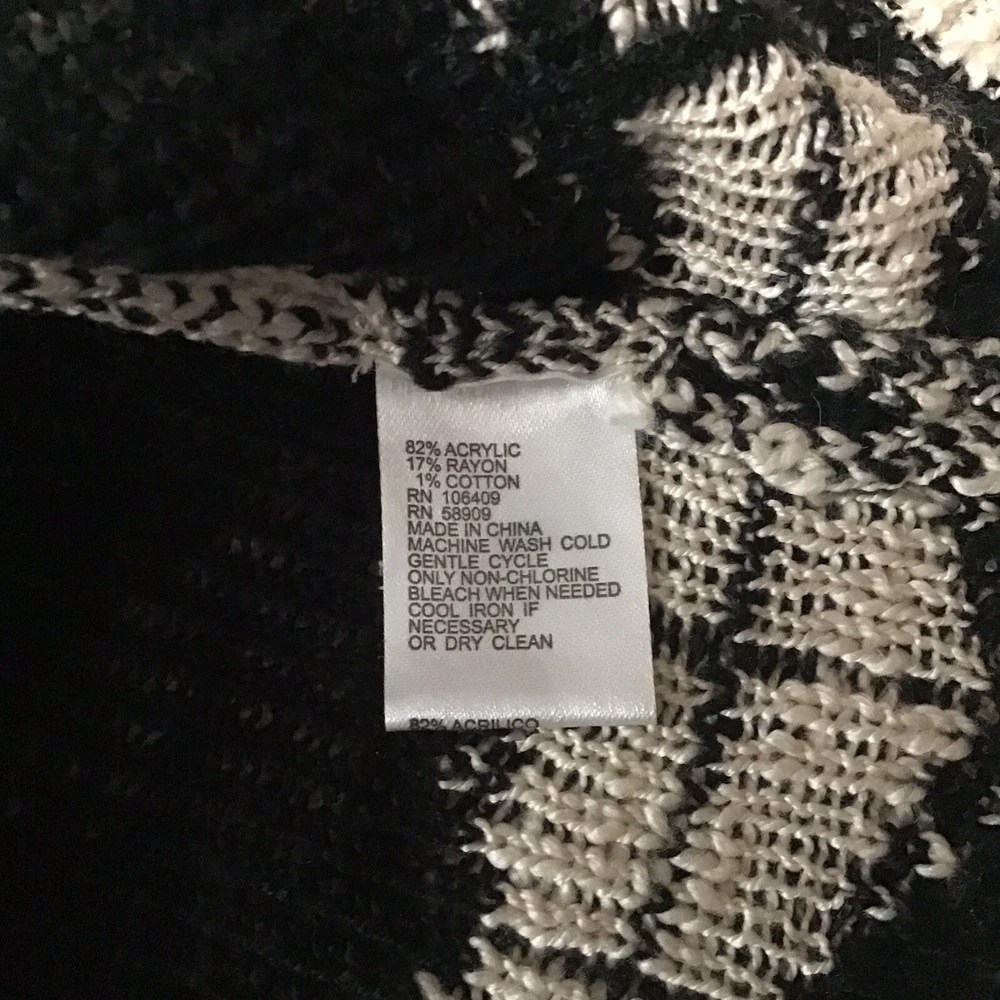 82% ACRYLIC
17% RAYON
1% COTTON
RN 106409
RN 58909
MADE IN CHINA
MACHINE WASH COLD
GENTLE CYCLE
ONLY NON-CHLORINE
BLEACH WHEN NEEDED
COOL IRON IF
NECESSARY
OR DRY CLEAN
82% ACRILICO